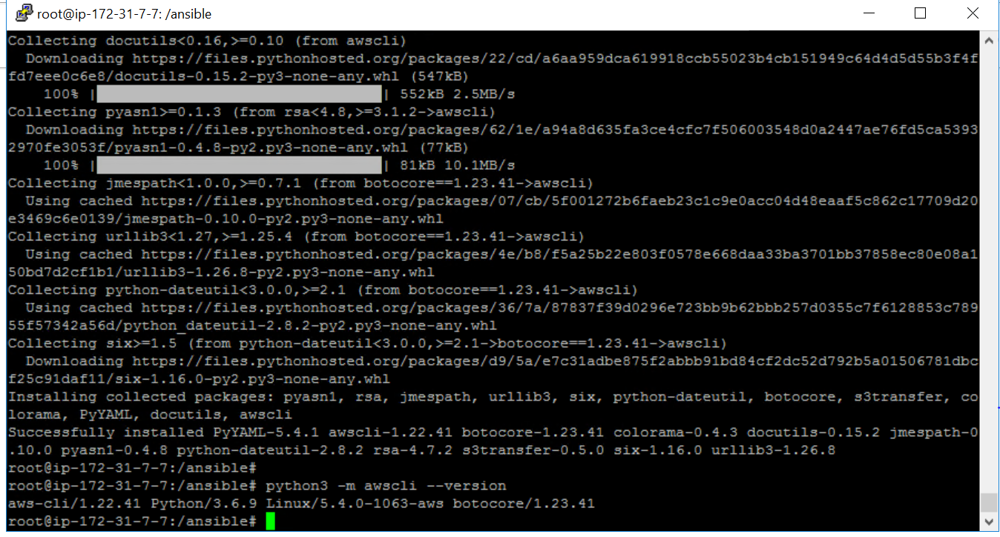 root@ip-172-31-7-7: /ansible
Collecting docutils<0.16,>=0.10 (from awscli)
  Downloading https://files.pythonhosted.org/packages/22/cd/a6aa959dca619918ccb55023b4cb151949c64d4d5d55b3f4f
fd7eee0c6e8/docutils-0.15.2-py3-none-any.whl (547kB)
    100% |                                | 552kB 2.5MB/s
Collecting pyasn1>=0.1.3 (from rsa<4.8,>=3.1.2->awscli)
  Downloading https://files.pythonhosted.org/packages/62/1e/a94a8d635fa3ce4cfc7f506003548d0a2447ae76fd5ca5393
2970fe3053f/pyasn1-0.4.8-py2.py3-none-any.whl (77kB)
    100% |                                | 81kB 10.1MB/s
Collecting jmespath<1.0.0,>=0.7.1 (from botocore==1.23.41->awscli)
  Using cached https://files.pythonhosted.org/packages/07/cb/5f001272b6faeb23c1c9e0acc04d48eaaf5c862c17709d20
e3469c6e0139/jmespath-0.10.0-py2.py3-none-any.whl
Collecting urllib3<1.27,>=1.25.4 (from botocore==1.23.41->awscli)
  Using cached https://files.pythonhosted.org/packages/4e/b8/f5a25b22e803f0578e668daa33ba3701bb37858ec80e08a1
50bd7d2cf1b1/urllib3-1.26.8-py2.py3-none-any.whl
Collecting python-dateutil<3.0.0,>=2.1 (from botocore==1.23.41->awscli)
  Using cached https://files.pythonhosted.org/packages/36/7a/87837f39d0296e723bb9b62bbb257d0355c7f6128853c789
55f57342a56d/python_dateutil-2.8.2-py2.py3-none-any.whl
Collecting six>=1.5 (from python-dateutil<3.0.0,>=2.1->botocore==1.23.41->awscli)
  Downloading https://files.pythonhosted.org/packages/d9/5a/e7c31adbe875f2abbb91bd84cf2dc52d792b5a01506781dbc
f25c91daf11/six-1.16.0-py2.py3-none-any.whl
Installing collected packages: pyasn1, rsa, jmespath, urllib3, six, python-dateutil, botocore, s3transfer, co
lorama, PyYAML, docutils, awscli
Successfully installed PyYAML-5.4.1 awscli-1.22.41 botocore-1.23.41 colorama-0.4.3 docutils-0.15.2 jmespath-0
.10.0 pyasn1-0.4.8 python-dateutil-2.8.2 rsa-4.7.2 s3transfer-0.5.0 six-1.16.0 urllib3-1.26.8
root@ip-172-31-7-7:/ansible#
root@ip-172-31-7-7:/ansible# python3 -m awscli --version
aws-cli/1.22.41 Python/3.6.9 Linux/5.4.0-1063-aws botocore/1.23.41
root@ip-172-31-7-7:/ansible#